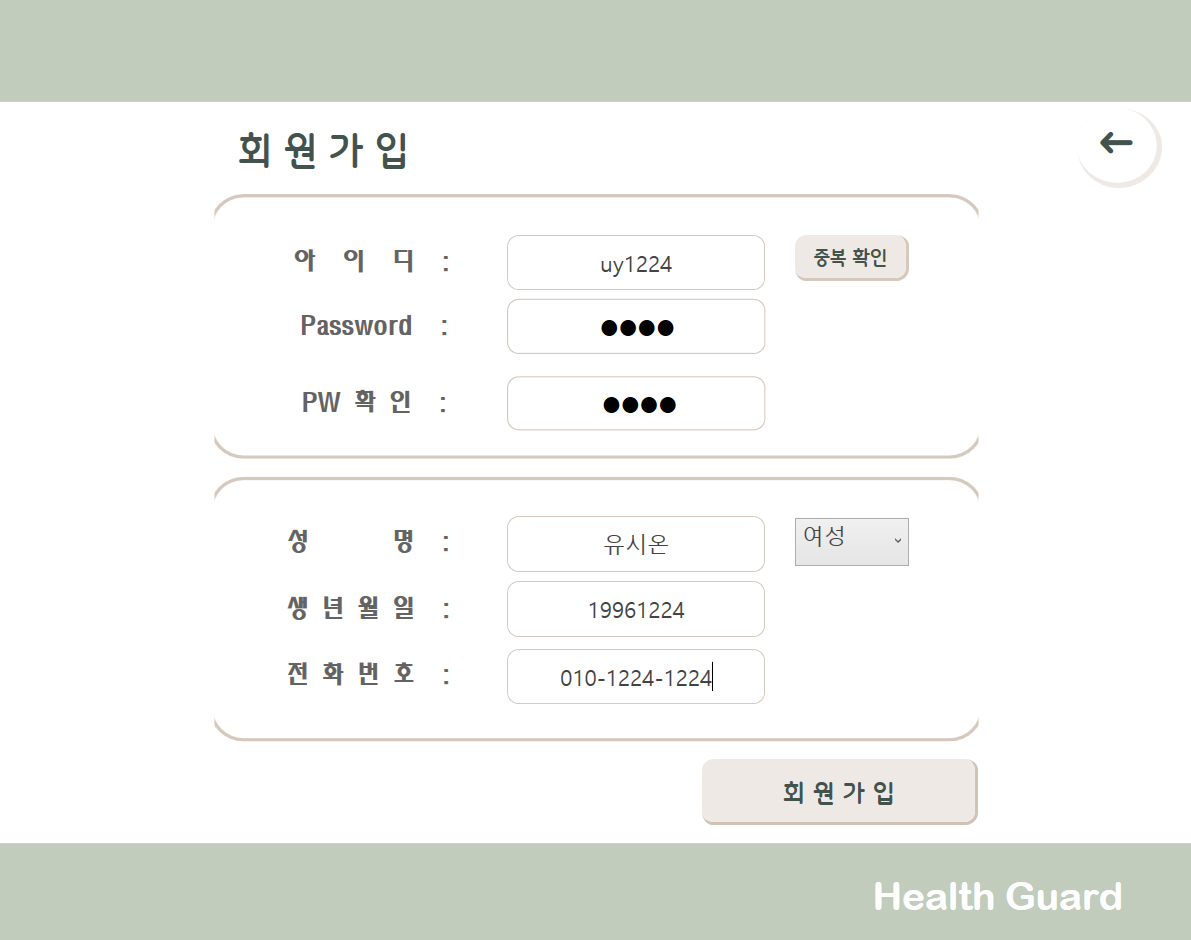 회원가입 ←
아 이 디 : uy1224 중복 확인
Password : ●●●●
PW 확 인 : ●●●●
성 명 : 유시온 여성
생 년 월 일 : 19961224
전 화 번 호 : 010-1224-1224
회원가입
Health Guard